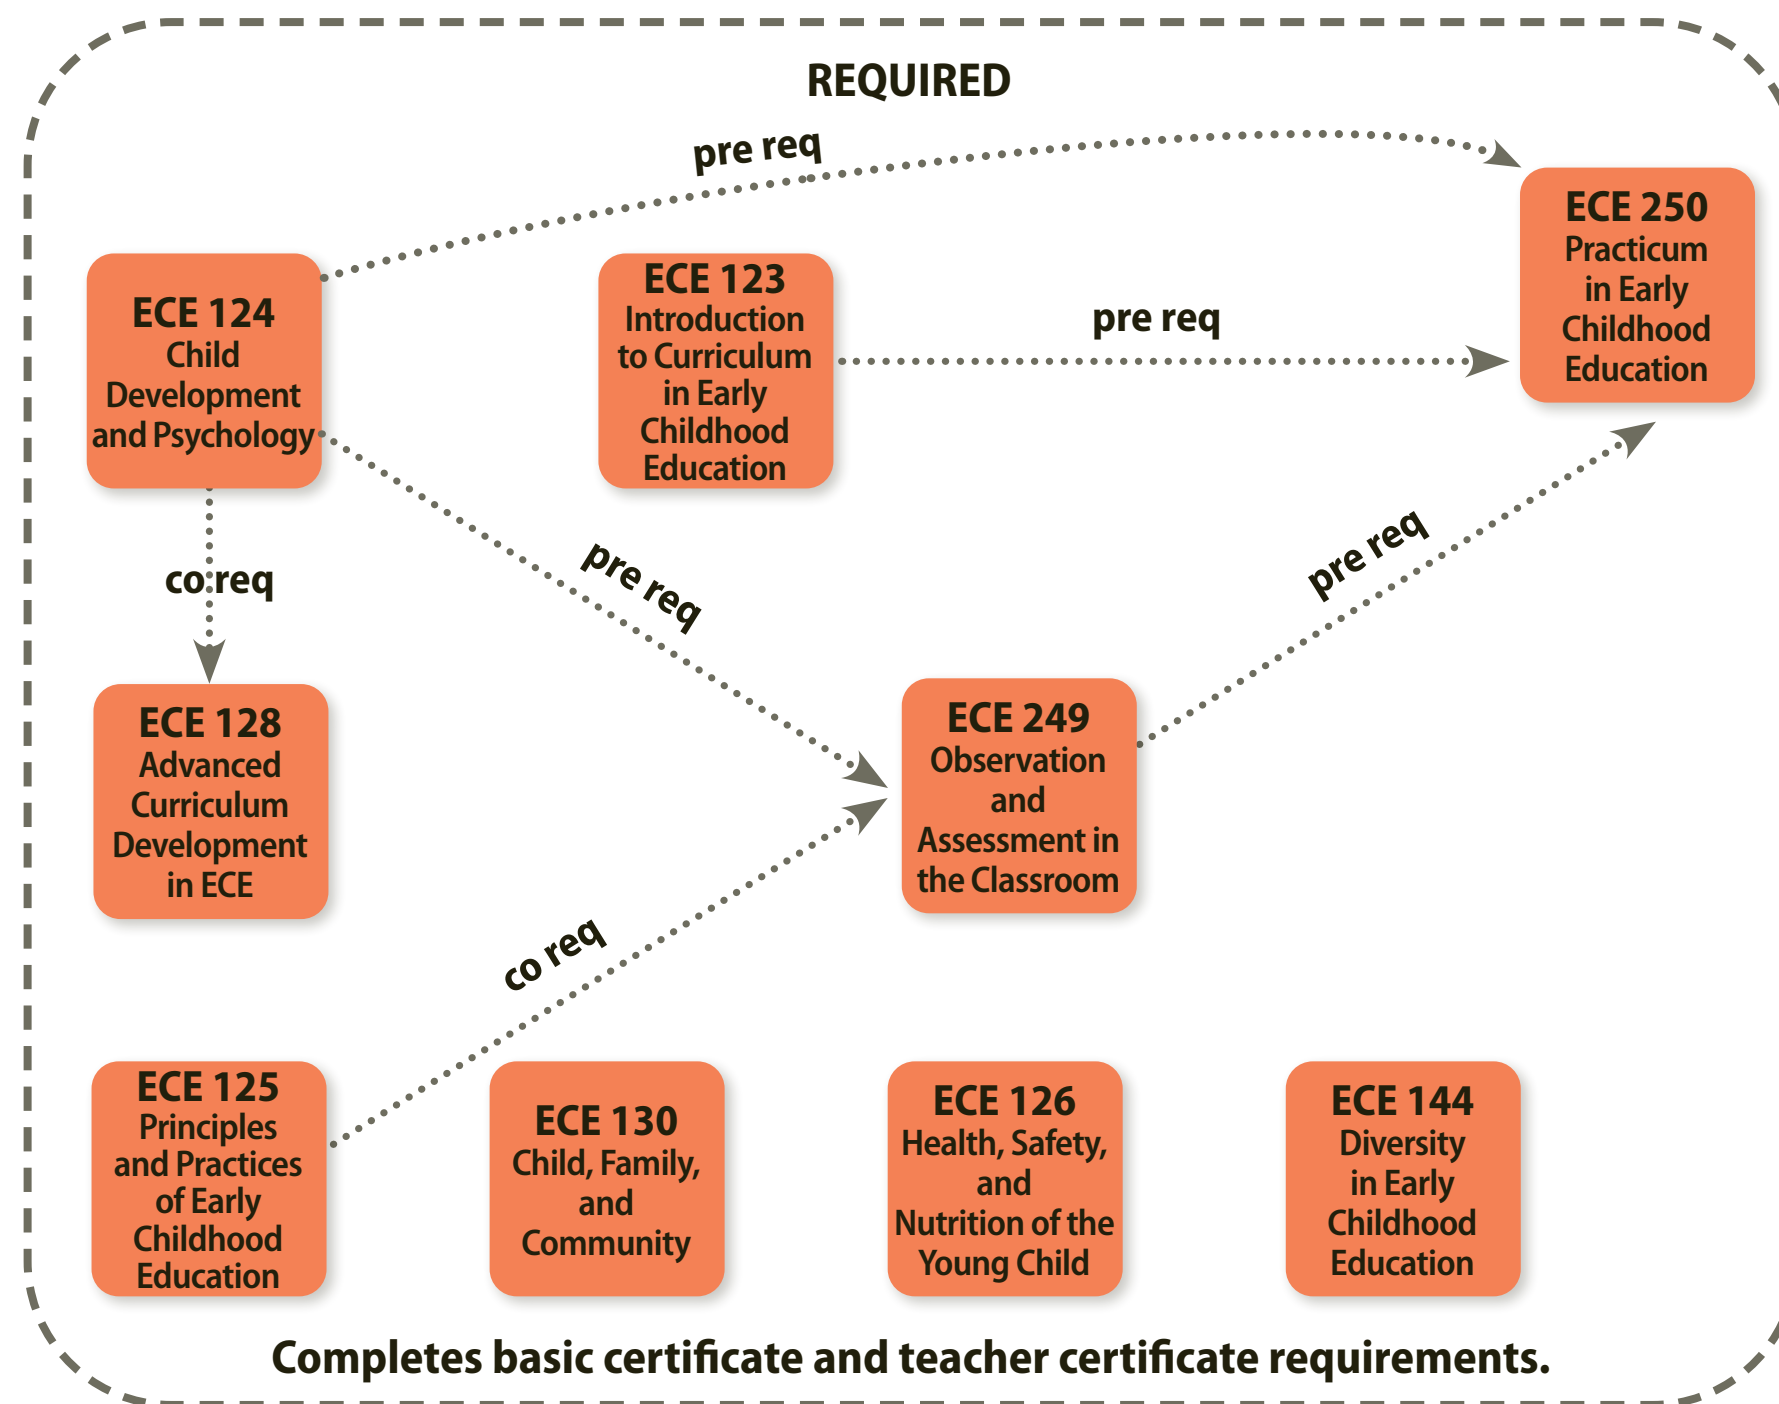 REQUIRED
pre req
ECE 250
Practicum
in Early
Childhood
Education
ECE 124
Child
Development
and Psychology
ECE 123
Introduction
to Curriculum
in Early
Childhood
Education
pre req
co req
pre req
pre req
ECE 128
Advanced
Curriculum
Development
in ECE
ECE 249
Observation
and
Assessment in
the Classroom
co req
ECE 125
Principles
and Practices
of Early
Childhood
Education
ECE 130
Child, Family,
and
Community
ECE 126
Health, Safety,
and
Nutrition of the
Young Child
ECE 144
Diversity
in Early
Childhood
Education
Completes basic certificate and teacher certificate requirements.